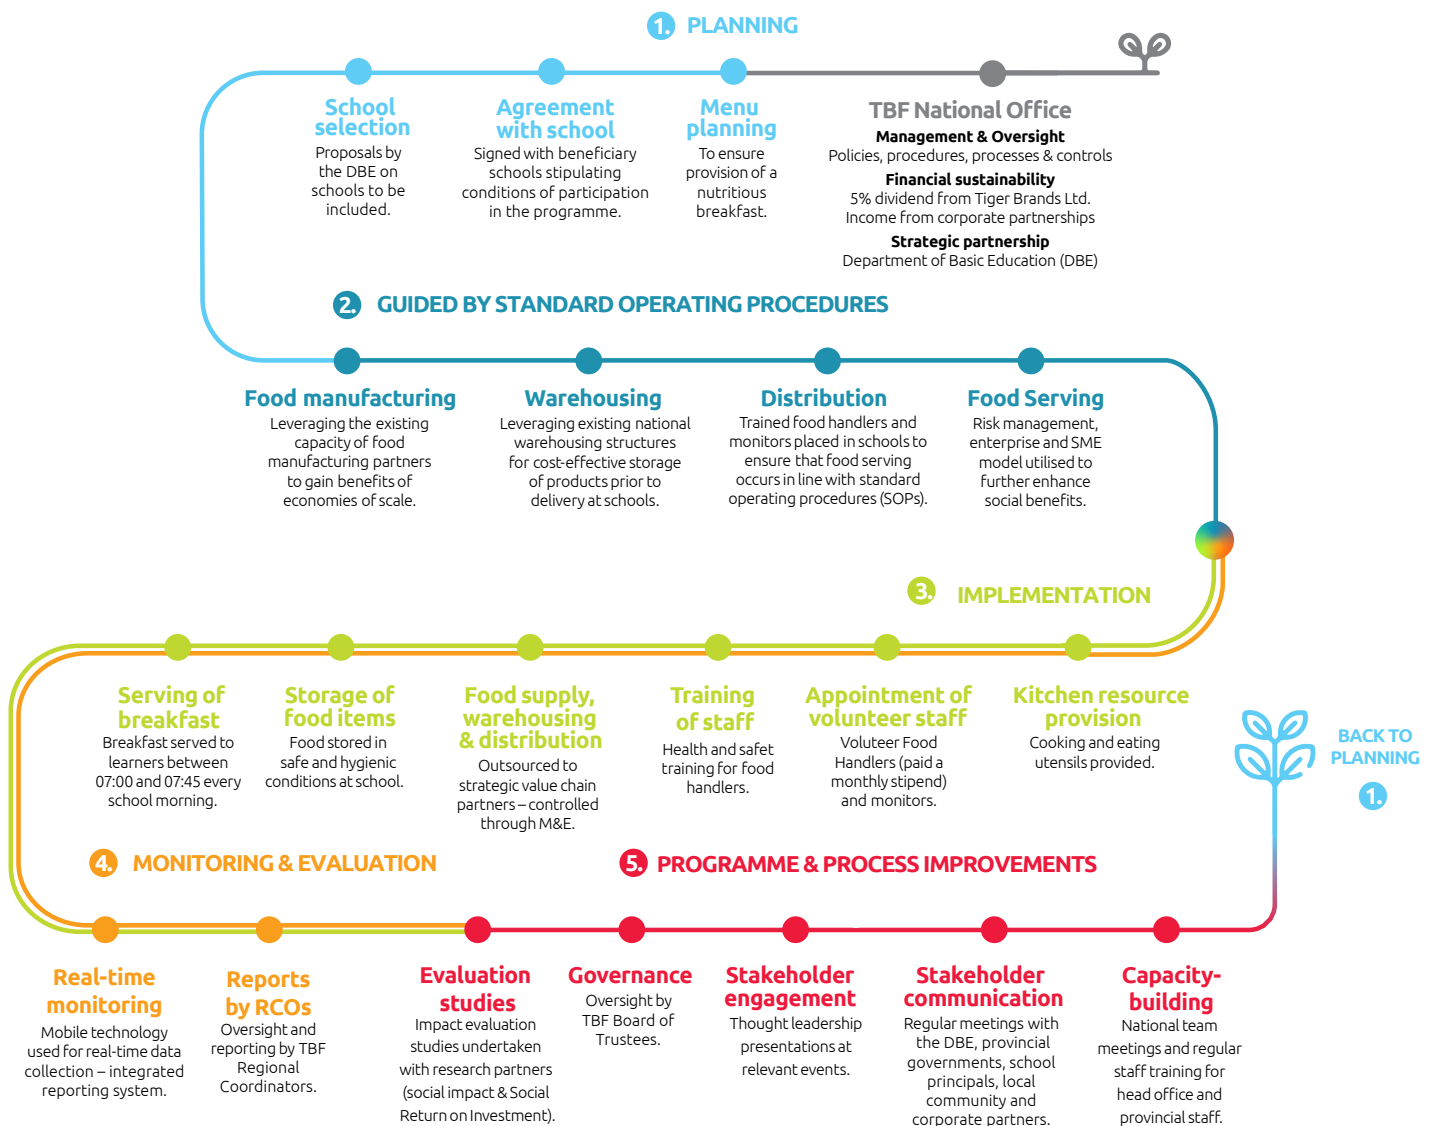 1. PLANNING
School
selection
Proposals by
the DBE on
schools to be
included.
Agreement
with school
Signed with beneficiary
schools stipulating
conditions of participation
in the programme.
Menu
planning
To ensure
provision of a
nutritious
breakfast.
TBF National Office
Management & Oversight
Policies, procedures, processes & controls
Financial sustainability
5% dividend from Tiger Brands Ltd.
Income from corporate partnerships
Strategic partnership
Department of Basic Education (DBE)
2. GUIDED BY STANDARD OPERATING PROCEDURES
Food manufacturing
Leveraging the existing
capacity of food
manufacturing partners
to gain benefits of
economies of scale.
Warehousing
Leveraging existing national
warehousing structures
for cost-effective storage
of products prior to
delivery at schools.
Distribution
Trained food handlers and
monitors placed in schools to
ensure that food serving
occurs in line with standard
operating procedures (SOPs).
Food Serving
Risk management,
enterprise and SME
model utilised to
further enhance
social benefits.
3. IMPLEMENTATION
Serving of
breakfast
Breakfast served to
learners between
07:00 and 07:45 every
school morning.
Storage of
food items
Food stored in
safe and hygienic
conditions at school.
Food supply,
warehousing
& distribution
Outsourced to
strategic value chain
partners – controlled
through M&E.
Training
of staff
Health and safet
training for food
handlers.
Appointment of
volunteer staff
Voluteer Food
Handlers (paid a
monthly stipend)
and monitors.
Kitchen resource
provision
Cooking and eating
utensils provided.
BACK TO
PLANNING
1.
4. MONITORING & EVALUATION
5. PROGRAMME & PROCESS IMPROVEMENTS
Real-time
monitoring
Mobile technology
used for real-time data
collection – integrated
reporting system.
Reports
by RCOs
Oversight and
reporting by TBF
Regional
Coordinators.
Evaluation
studies
Impact evaluation
studies undertaken
with research partners
(social impact & Social
Return on Investment).
Governance
Oversight by
TBF Board of
Trustees.
Stakeholder
engagement
Thought leadership
presentations at
relevant events.
Stakeholder
communication
Regular meetings with
the DBE, provincial
governments, school
principals, local
community and
corporate partners.
Capacity-
building
National team
meetings and regular
staff training for
head office and
provincial staff.